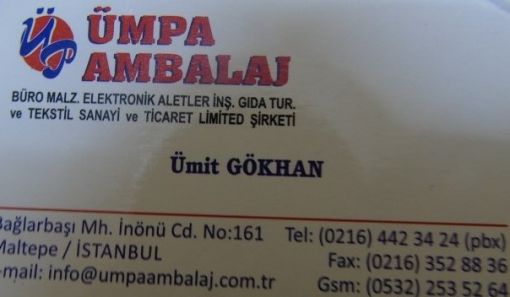 ÜP ÜMPA
AMBALAJ
BÜRO MALZ. ELEKTRONİK ALETLER İNŞ. GIDA TUR.
ve TEKSTİL SANAYİ ve TİCARET LİMİTED ŞİRKETİ
Ümit GÖKHAN
Bağlarbaşı Mh. İnönü Cd. No:161 Tel: (0216) 442 34 24 (pbx)
Maltepe / İSTANBUL Fax: (0216) 352 88 36
e-mail: info@umpaambalaj.com.tr Gsm: (0532) 253 52 64